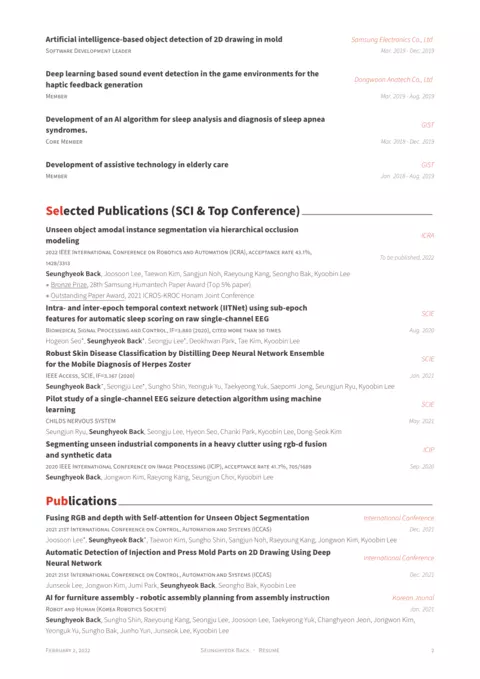 Artificial intelligence-based object detection of 2D drawing in mold
Samsung Electronics Co., Ltd
Software Development Leader
Mar. 2019 - Dec. 2019
Deep learning based sound event detection in the game environments for the
haptic feedback generation
Dongwoon Anatech Co., Ltd
Member
Mar. 2019 - Aug. 2019
Development of an AI algorithm for sleep analysis and diagnosis of sleep apnea
syndromes.
GIST
Core Member
Mar. 2019 - Dec. 2019
Development of assistive technology in elderly care
GIST
Member
Jan. 2018 - Aug. 2019
Selected Publications (SCI & Top Conference)
Unseen object amodal instance segmentation via hierarchical occlusion
modeling
ICRA
2022 IEEE International Conference on Robotics and Automation (ICRA), acceptance rate 43.1%,
1428/3313
To be published, 2022
Seunghyeok Back, Joosoon Lee, Taewon Kim, Sangjun Noh, Raeyoung Kang, Seongho Bak, Kyoobin Lee
• Bronze Prize, 28th Samsung Humantech Paper Award (Top 5% paper)
• Outstanding Paper Award, 2021 ICROS-KROC Honam Joint Conference
Intra- and inter-epoch temporal context network (IITNet) using sub-epoch
features for automatic sleep scoring on raw single-channel EEG
SCIE
Biomedical Signal Processing and Control, IF=3.880 (2020), cited more than 30 times
Aug. 2020
Hogeon Seo*, Seunghyeok Back*, Seongju Lee*, Deokhwan Park, Tae Kim, Kyoobin Lee
Robust Skin Disease Classification by Distilling Deep Neural Network Ensemble
for the Mobile Diagnosis of Herpes Zoster
SCIE
IEEE Access, SCIE, IF=3.367 (2020)
Jan. 2021
Seunghyeok Back*, Seongju Lee*, Sungho Shin, Yeonguk Yu, Taekyeong Yuk, Saepomi Jong, Seungjun Ryu, Kyoobin Lee
Pilot study of a single-channel EEG seizure detection algorithm using machine
learning
SCIE
CHILDS NERVOUS SYSTEM
May. 2021
Seungjun Ryu, Seunghyeok Back, Seongju Lee, Hyeon Seo, Chanki Park, Kyoobin Lee, Dong-Seok Kim
Segmenting unseen industrial components in a heavy clutter using rgb-d fusion
and synthetic data
ICIP
2020 IEEE International Conference on Image Processing (ICIP), acceptance rate 41.7%, 705/1689
Sep. 2020
Seunghyeok Back, Jongwon Kim, Raeyong Kang, Seungjun Choi, Kyoobin Lee
Publications
Fusing RGB and depth with Self-attention for Unseen Object Segmentation
International Conference
2021 21st International Conference on Control, Automation and Systems (ICCAS)
Dec. 2021
Joosoon Lee*, Seunghyeok Back*, Taewon Kim, Sungho Shin, Sangjun Noh, Raeyoung Kang, Jongwon Kim, Kyoobin Lee
Automatic Detection of Injection and Press Mold Parts on 2D Drawing Using Deep
Neural Network
International Conference
2021 21st International Conference on Control, Automation and Systems (ICCAS)
Dec. 2021
Junseok Lee, Jongwon Kim, Jumi Park, Seunghyeok Back, Seongho Bak, Kyoobin Lee
AI for furniture assembly - robotic assembly planning from assembly instruction
Korean Journal
Robot and Human (Korea Robotics Society)
Jan. 2021
Seunghyeok Back, Sungho Shin, Raeyoung Kang, Seongju Lee, Joosoon Lee, Taekyeong Yuk, Changhyeon Jeon, Jongwon Kim,
Yeonguk Yu, Sungho Bak, Junho Yun, Junseok Lee, Kyoobin Lee
February 2, 2022
Seunghyeok Back · Résumé